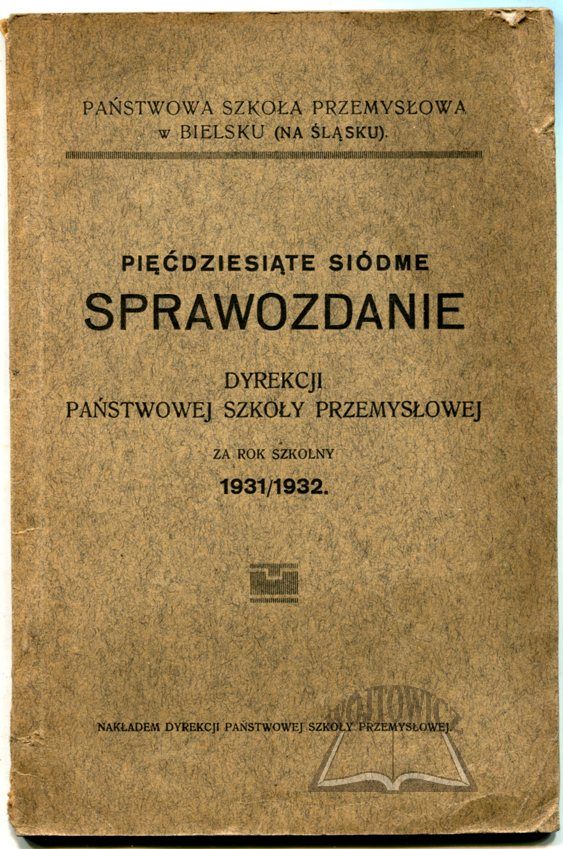 PAŃSTWOWA SZKOŁA PRZEMYSŁOWA
w BIELSKU (NA ŚLĄSKU).
PIĘĆDZIESIĄTE SIÓDME
SPRAWOZDANIE
DYREKCJI
PAŃSTWOWEJ SZKOŁY PRZEMYSŁOWEJ
ZA ROK SZKOLNY
1931/1932.
WÓJTOWICZ
NAKŁADEM DYREKCJI PAŃSTWOWEJ SZKOŁY PRZEMYSŁOWEJ.